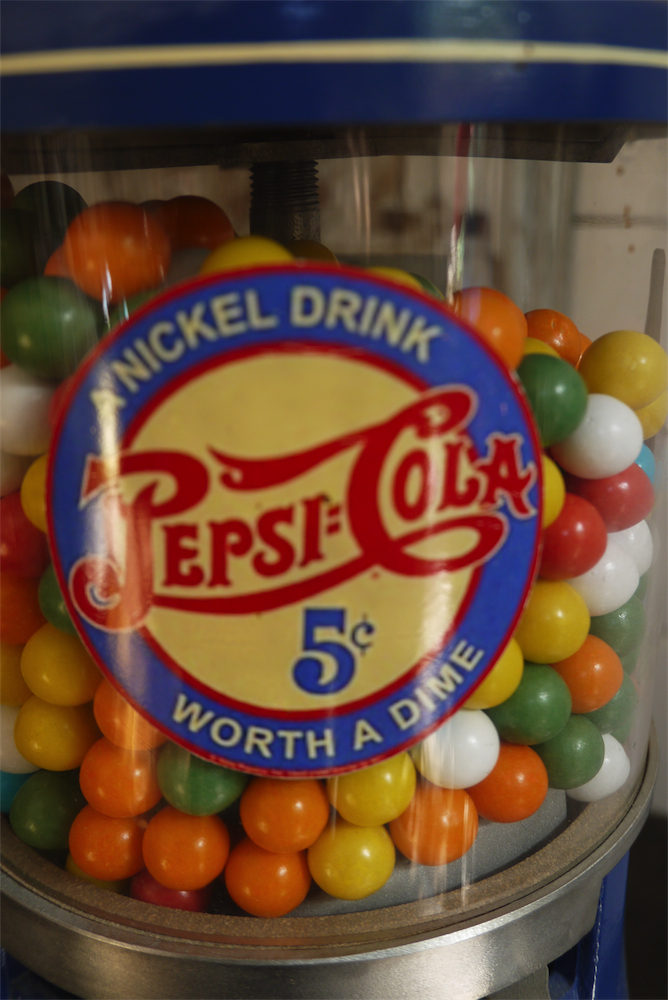 A NICKEL DRINK
PEPSI=COLA
5¢
WORTH A DIME